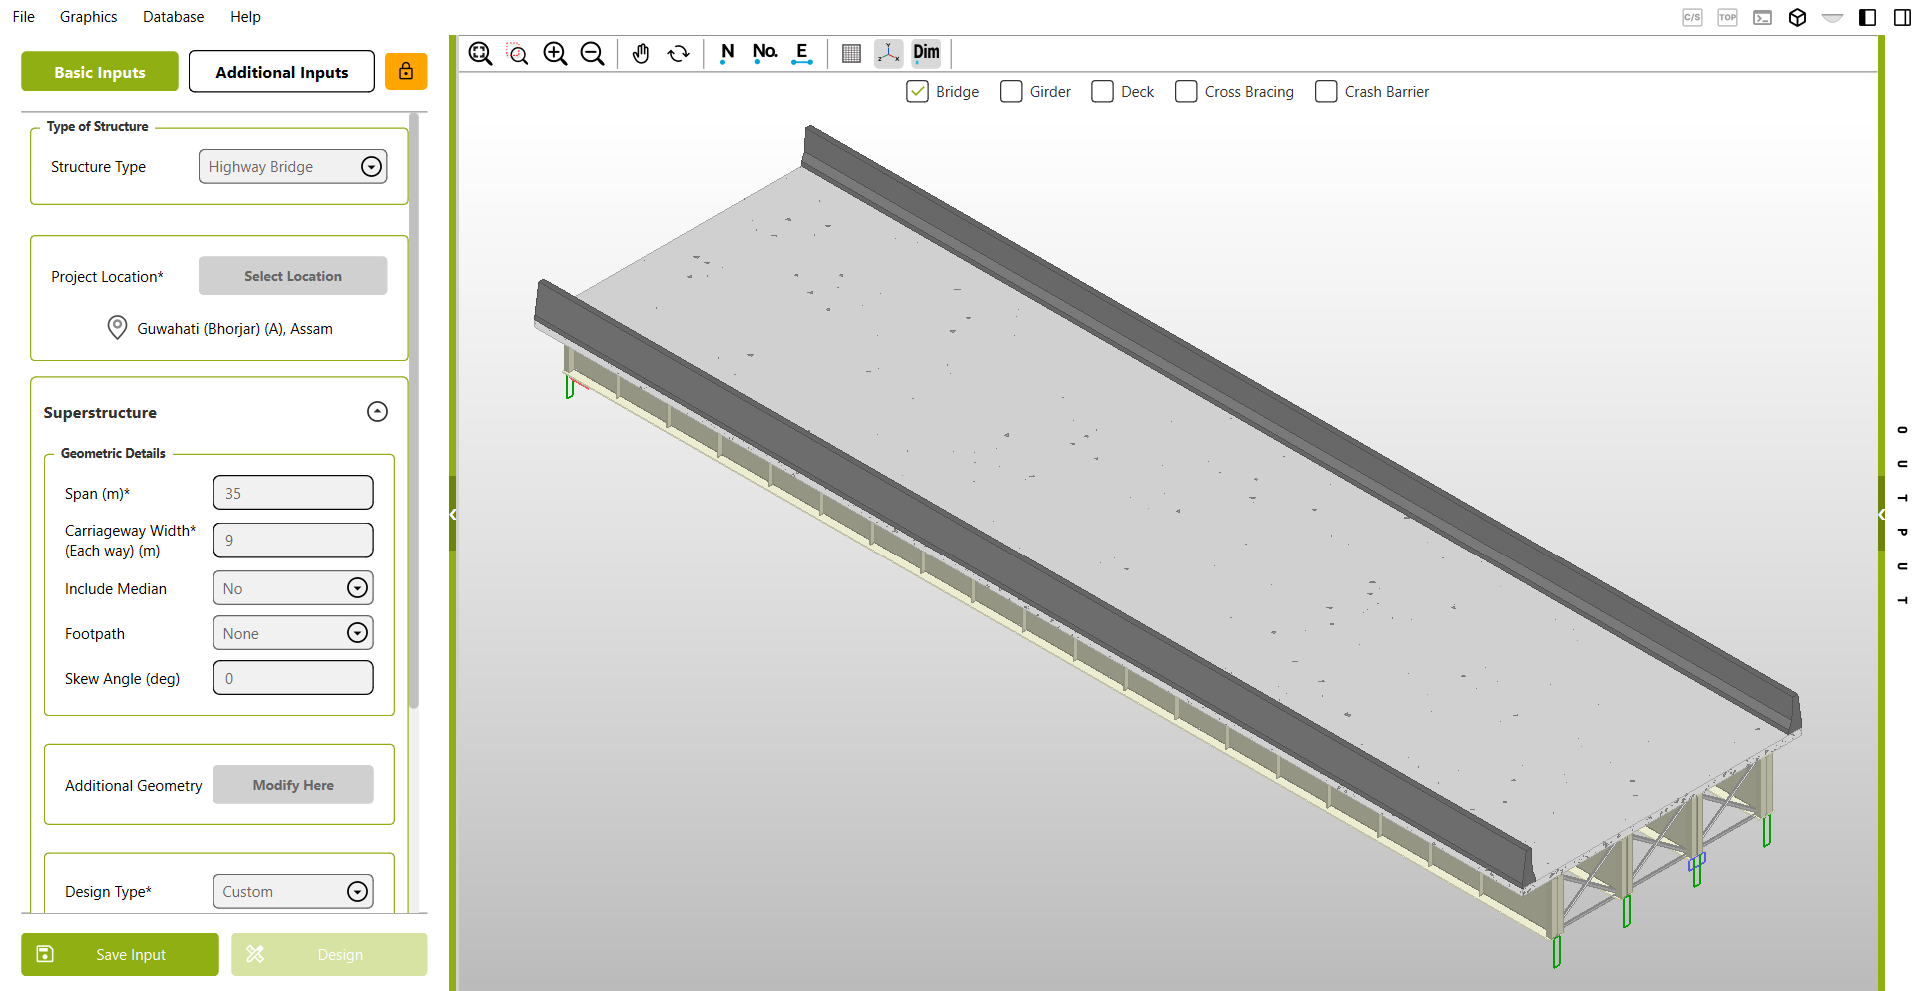 File Graphics Database Help
C/S TOP
Basic Inputs Additional Inputs
N No. E Dim
Y Z X
Bridge Girder Deck Cross Bracing Crash Barrier
Type of Structure
Structure Type Highway Bridge
Project Location* Select Location
Guwahati (Bhorjar) (A), Assam
Superstructure
Geometric Details
Span (m)* 35
Carriageway Width*
(Each way) (m) 9
Include Median No
Footpath None
Skew Angle (deg) 0
Additional Geometry Modify Here
Design Type* Custom
Save Input Design
OUTPUT